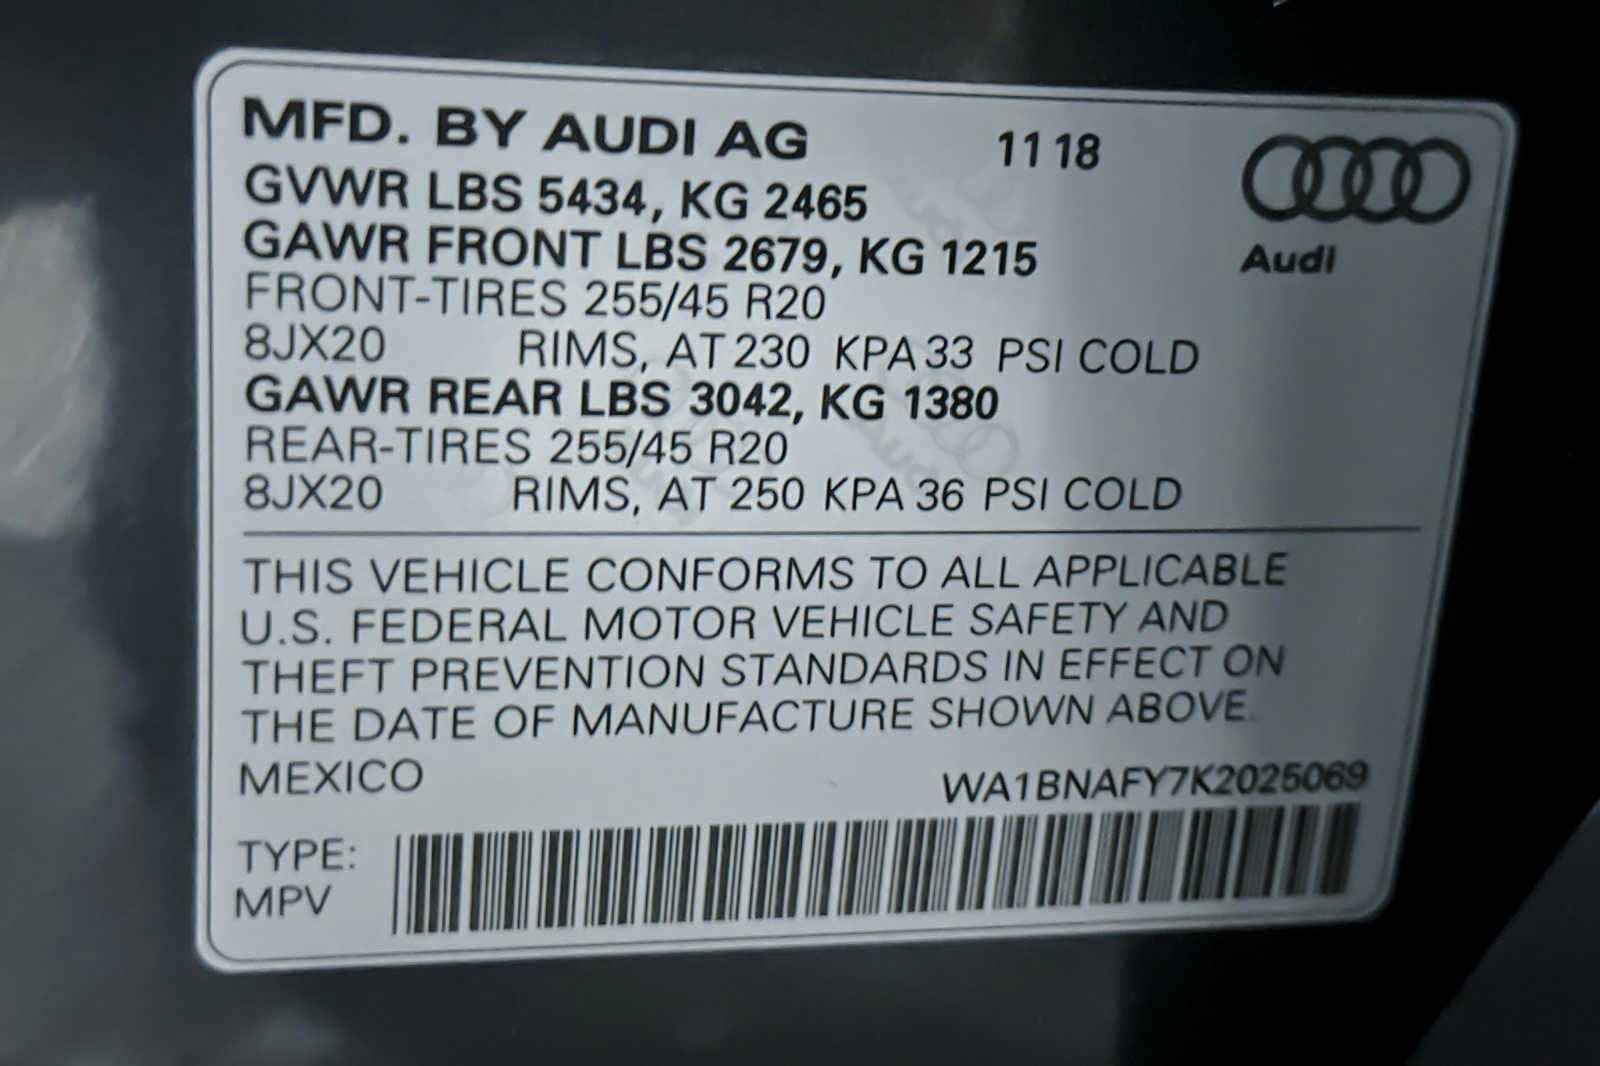 MFD. BY AUDI AG 11 18
GVWR LBS 5434, KG 2465
GAWR FRONT LBS 2679, KG 1215
Audi
FRONT-TIRES 255/45 R20
8JX20 RIMS, AT 230 KPA 33 PSI COLD
GAWR REAR LBS 3042, KG 1380
REAR-TIRES 255/45 R20
8JX20 RIMS, AT 250 KPA 36 PSI COLD
THIS VEHICLE CONFORMS TO ALL APPLICABLE
U.S. FEDERAL MOTOR VEHICLE SAFETY AND
THEFT PREVENTION STANDARDS IN EFFECT ON
THE DATE OF MANUFACTURE SHOWN ABOVE.
MEXICO WA1BNAFY7K2025069
TYPE:
MPV